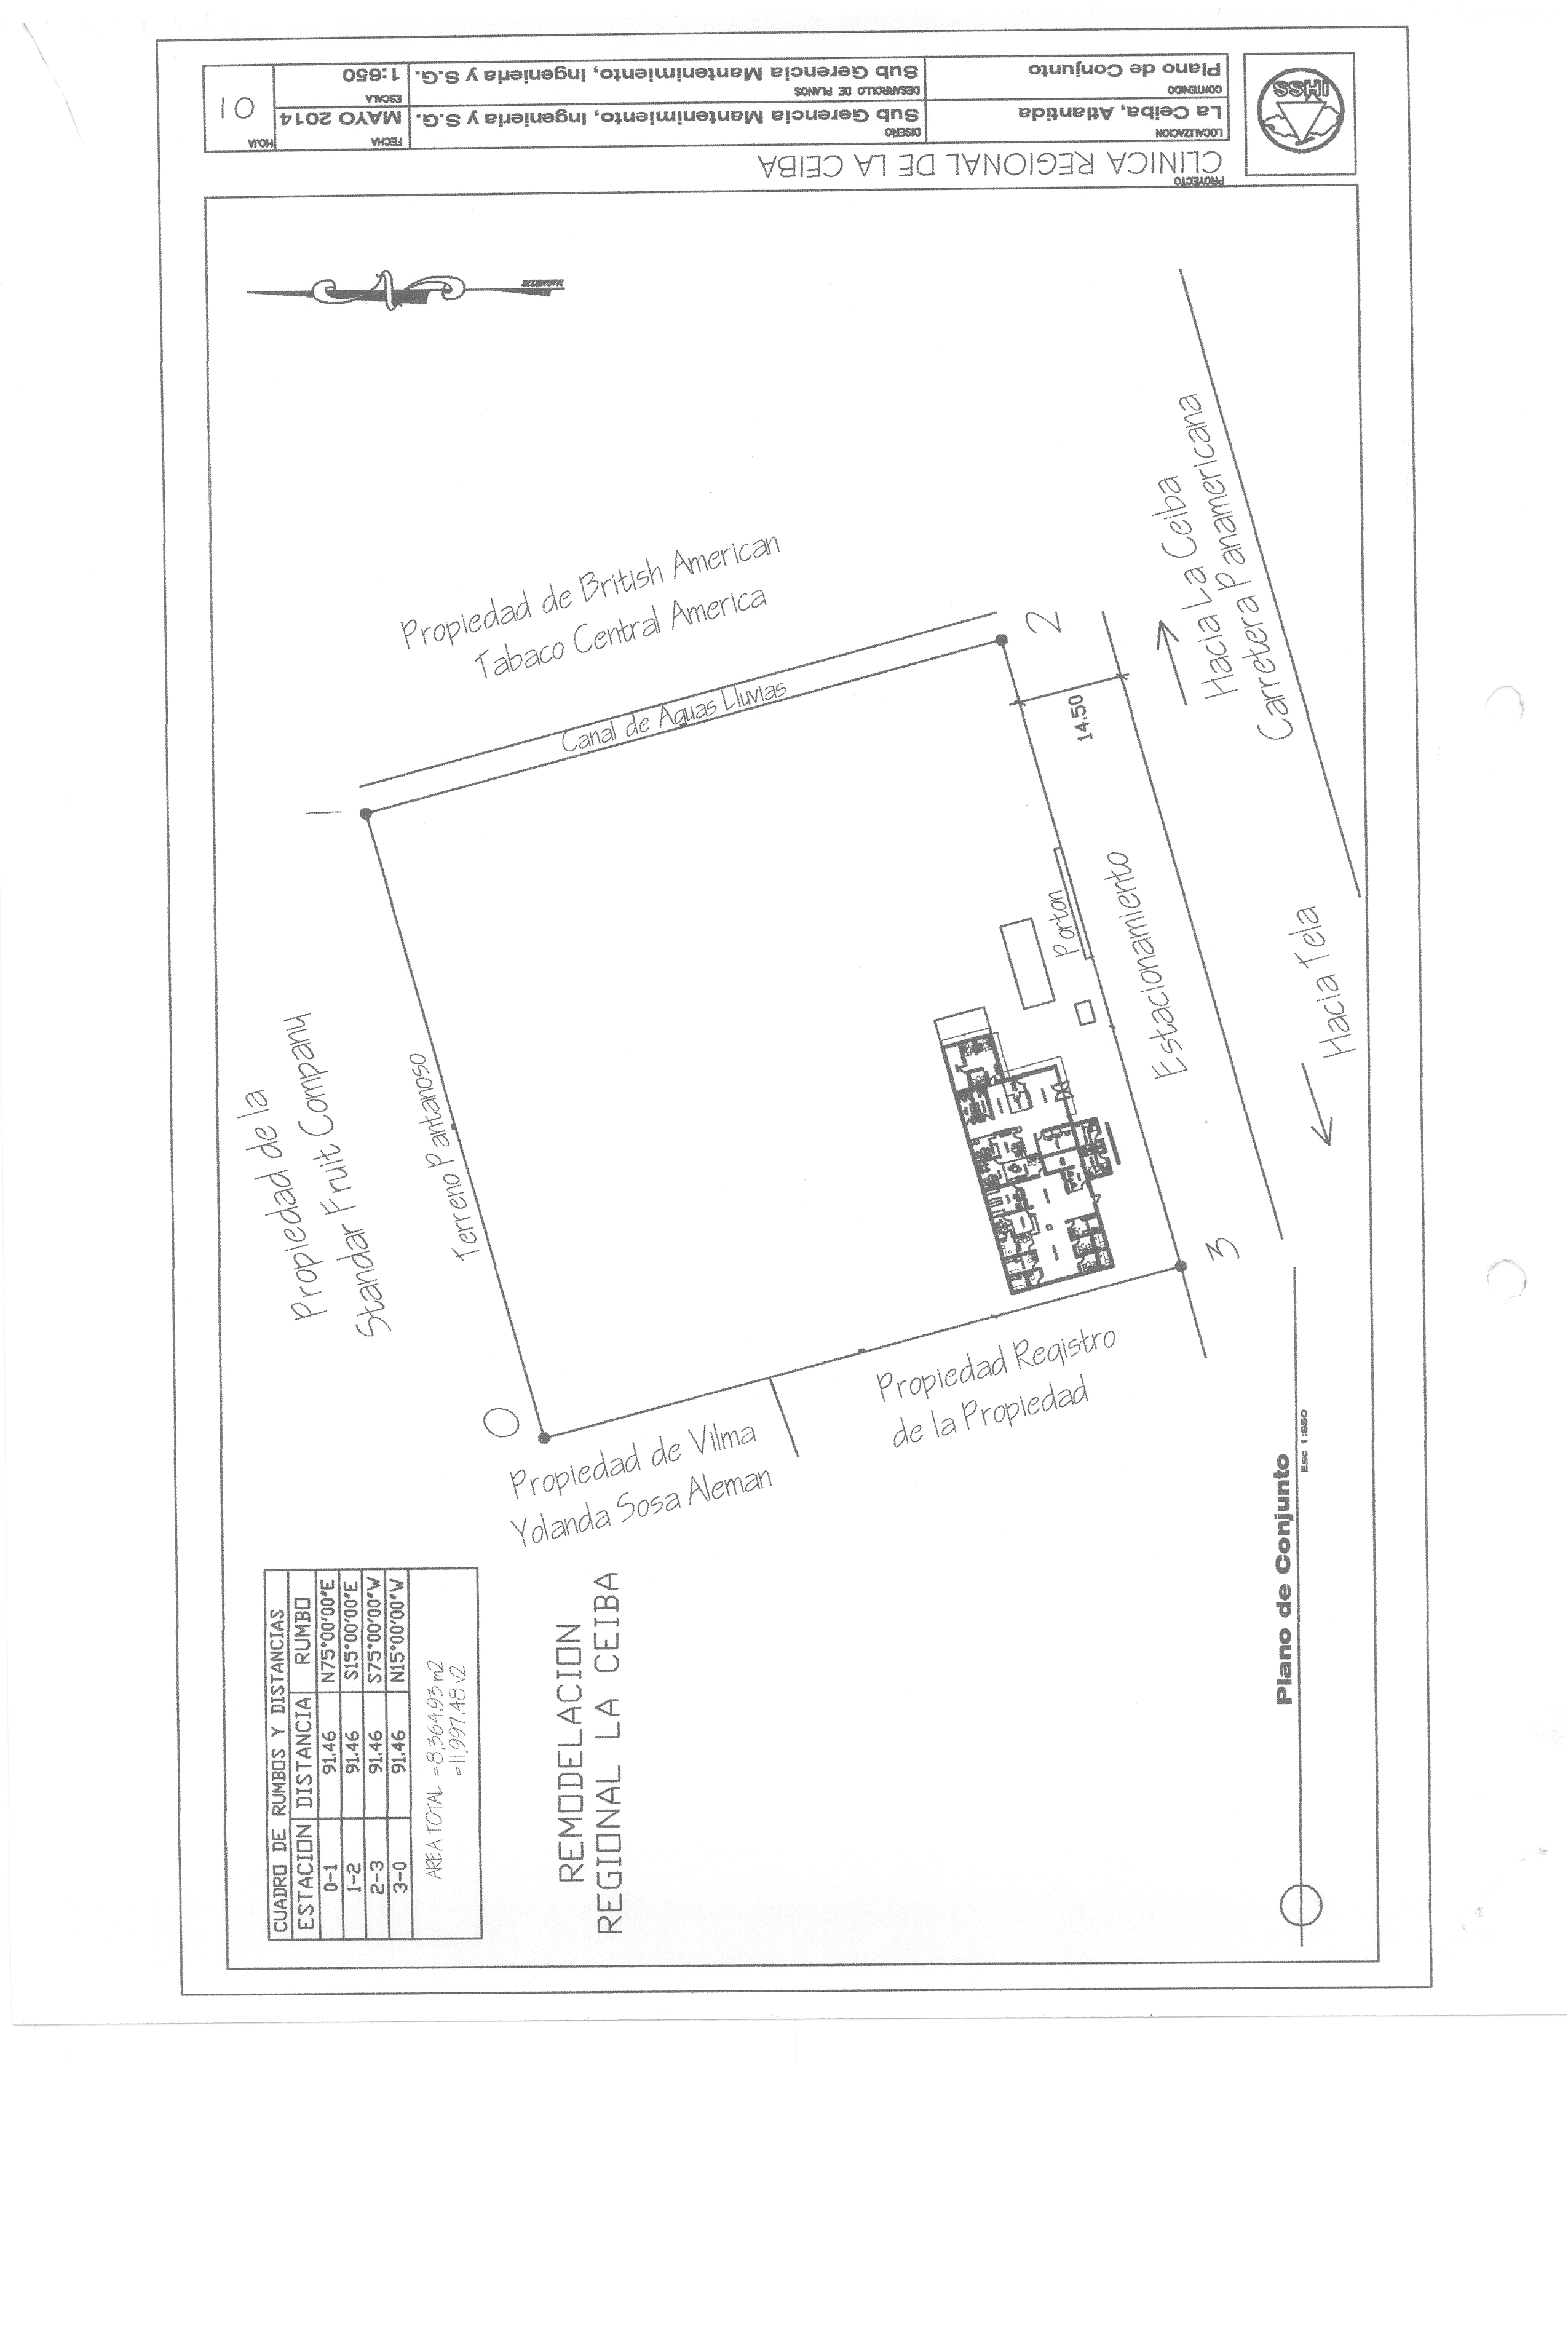 CUADRO DE RUMBOS Y DISTANCIAS
ESTACION DISTANCIA RUMBO
0-1 91.46 N75°00'00"E
1-2 91.46 S15°00'00"E
2-3 91.46 S75°00'00"W
3-0 91.46 N15°00'00"W
AREA TOTAL = 8,364.93 m2
= 11,997.48 v2
REMODELACION
REGIONAL LA CEIBA
Propiedad de la
Standar Fruit Company
Terreno Pantanoso
Propiedad de British American
Tabaco Central America
Canal de Aguas Lluvias
0
1
2
3
Propiedad de Vilma
Yolanda Sosa Aleman
Propiedad Registro
de la Propiedad
Porton
14.50
Estacionamiento
Hacia La Ceiba
Carretera Panamericana
Hacia Tela
Plano de Conjunto
Esc 1:650
MAGNETIC
PROYECTO
CLINICA REGIONAL DE LA CEIBA
LOCALIZACION
La Ceiba, Atlantida
CONTENIDO
Plano de Conjunto
DISEÑO
Sub Gerencia Mantenimiento, Ingenieria y S.G.
DESARROLLO DE PLANOS
Sub Gerencia Mantenimiento, Ingenieria y S.G.
FECHA
MAYO 2014
ESCALA
1:650
HOJA
01
IHSS